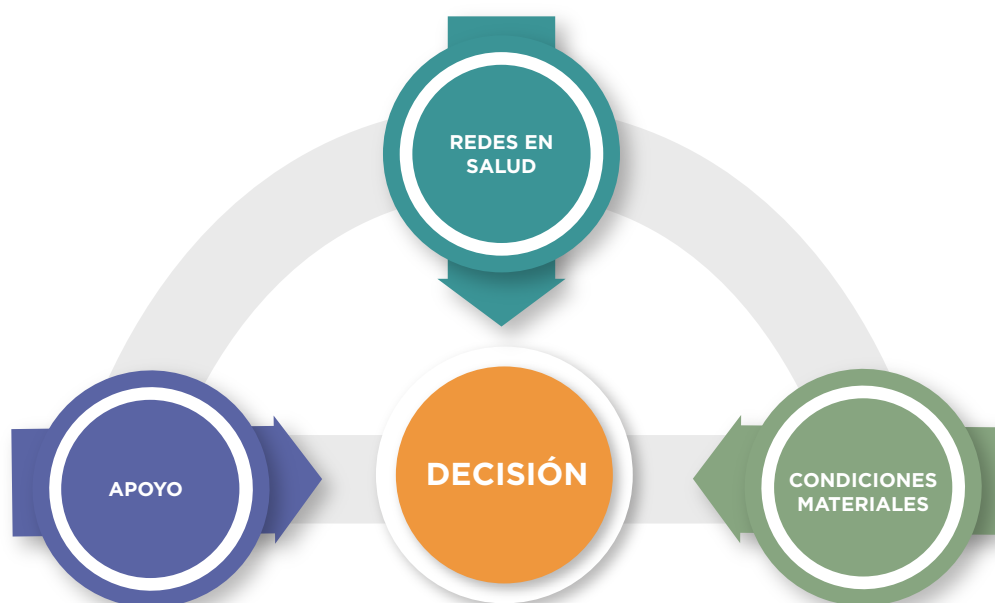 REDES EN
SALUD
DECISIÓN
APOYO
CONDICIONES
MATERIALES